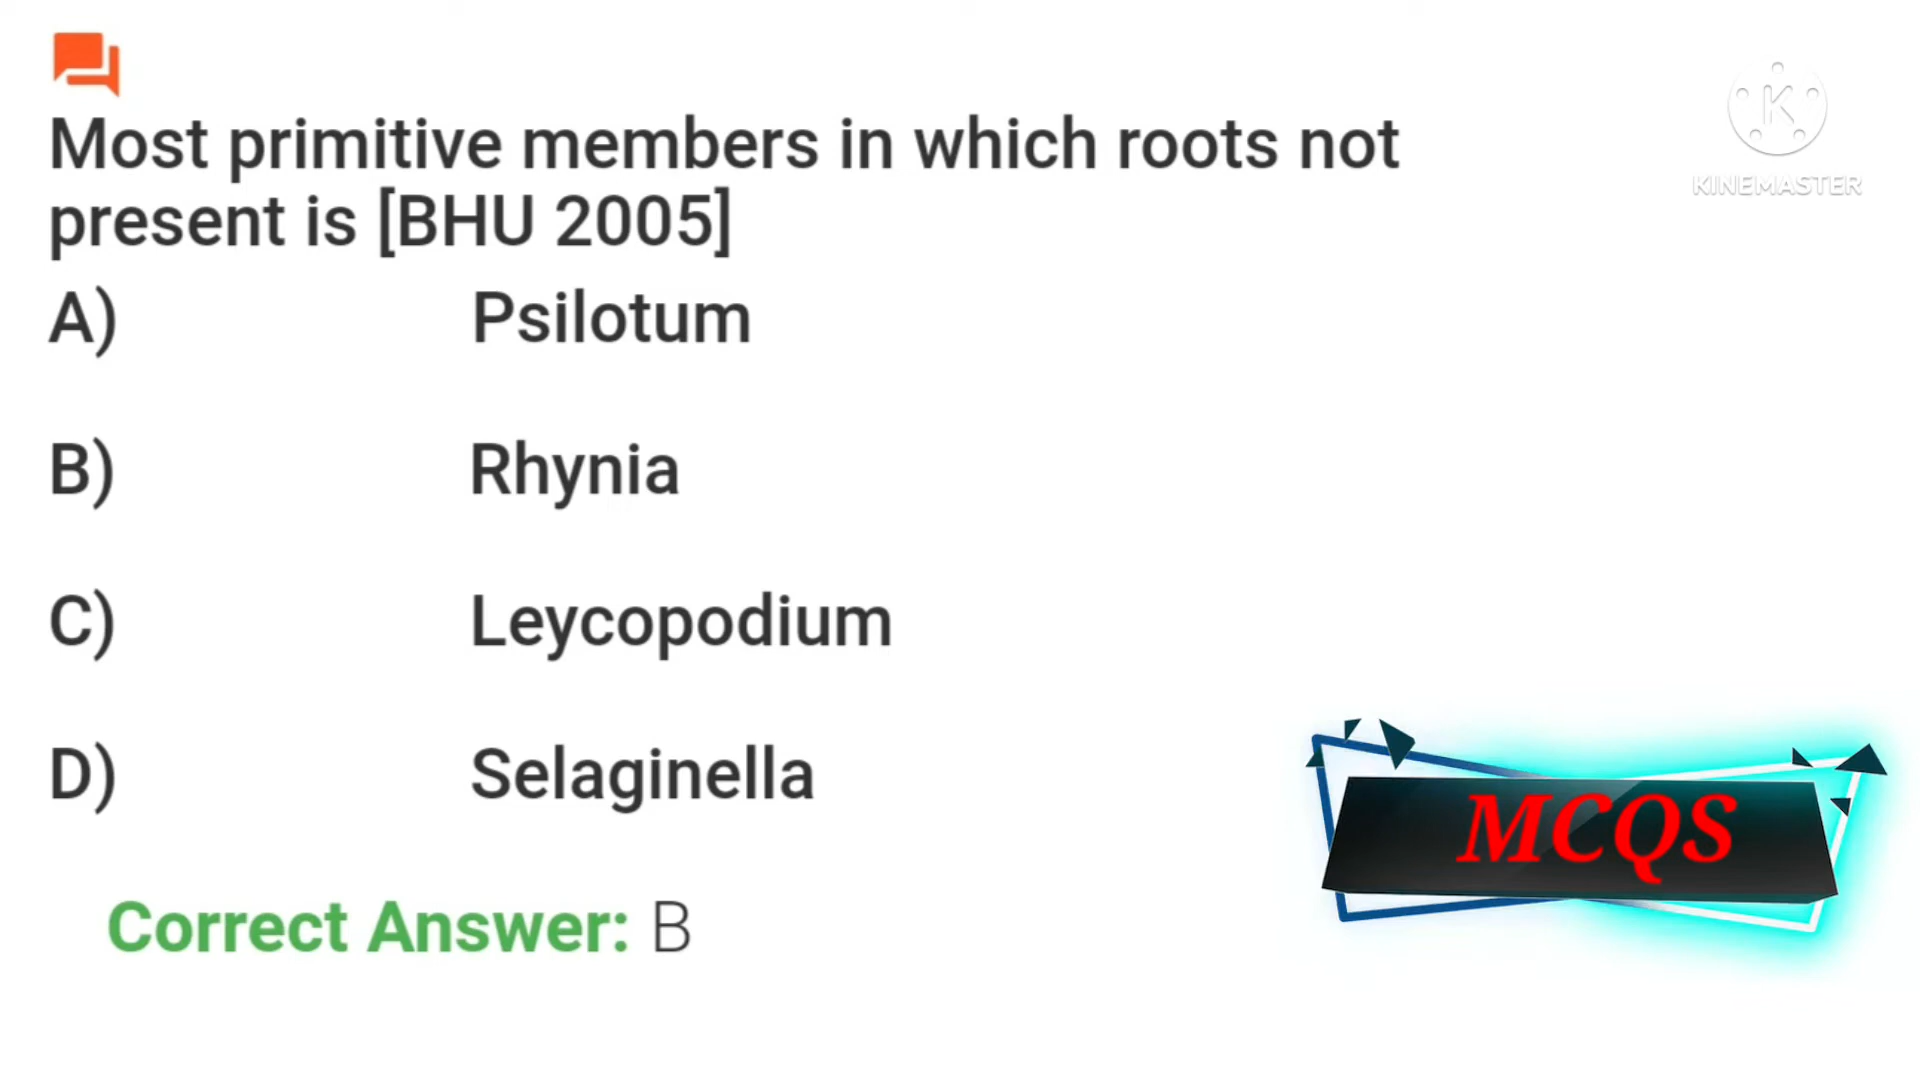 Most primitive members in which roots not
present is [BHU 2005]
A) Psilotum
B) Rhynia
C) Leycopodium
D) Selaginella
Correct Answer: B
K
KINEMASTER
MCQS